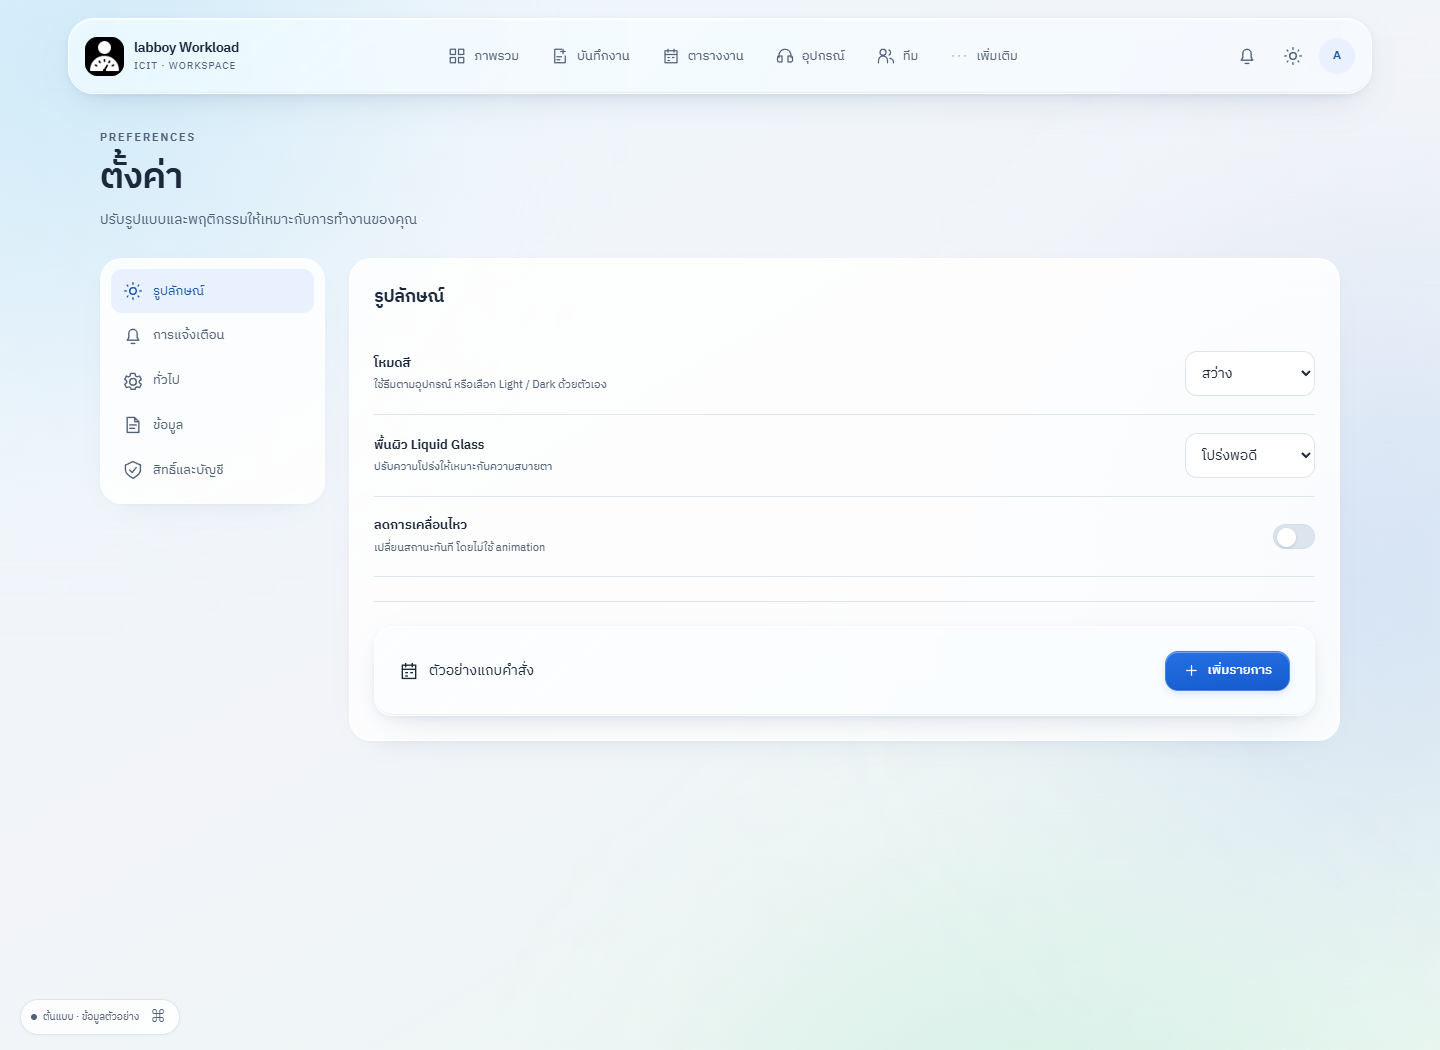 labboy Workload
ICIT · WORKSPACE
ภาพรวม
บันทึกงาน
ตารางงาน
อุปกรณ์
ทีม
เพิ่มเติม
A
PREFERENCES
ตั้งค่า
ปรับรูปแบบและพฤติกรรมให้เหมาะกับการทำงานของคุณ
รูปลักษณ์
การแจ้งเตือน
ทั่วไป
ข้อมูล
สิทธิ์และบัญชี
รูปลักษณ์
โหมดสี
ใช้ธีมตามอุปกรณ์ หรือเลือก Light / Dark ด้วยตัวเอง
สว่าง
พื้นผิว Liquid Glass
ปรับความโปร่งให้เหมาะกับความสบายตา
โปร่งพอดี
ลดการเคลื่อนไหว
เปลี่ยนสถานะทันที โดยไม่ใช้ animation
ตัวอย่างแถบคำสั่ง
เพิ่มรายการ
ต้นแบบ · ข้อมูลตัวอย่าง ⌘